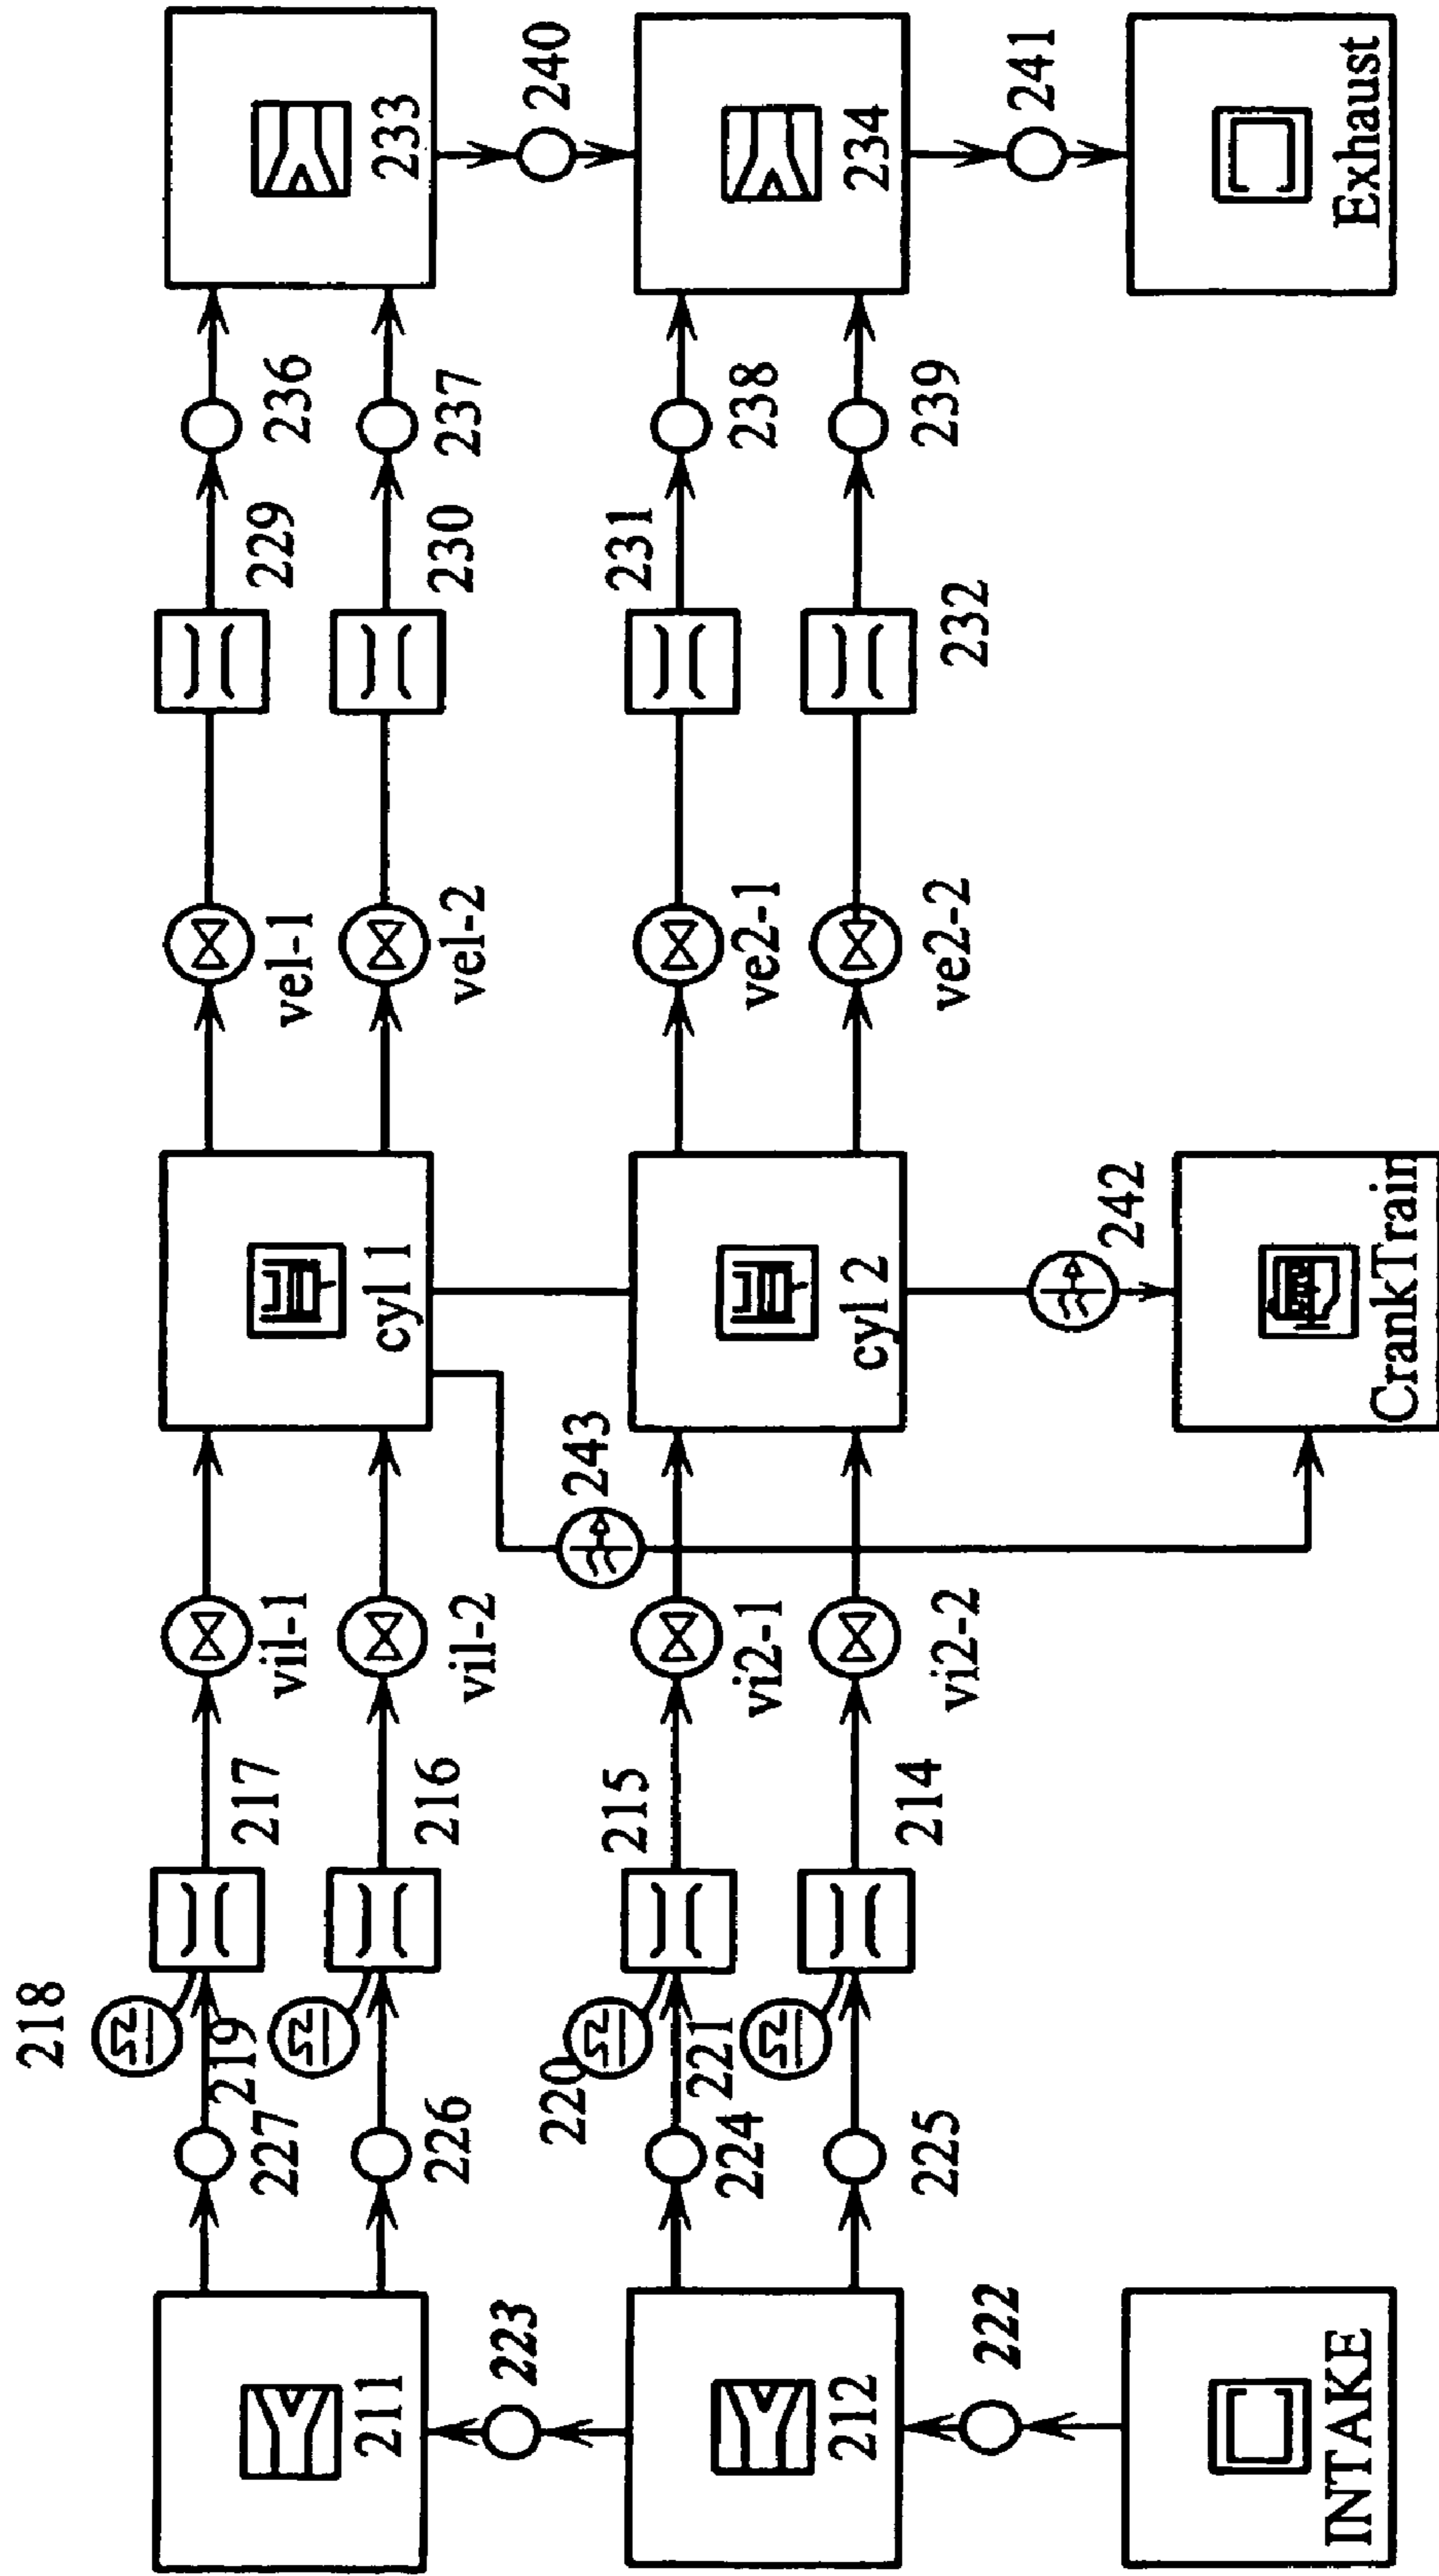 218
227
219
217
vi1-1
ve1-1
229
236
211
226
216
vi1-2
cyl 1
ve1-2
230
237
233
223
220
243
240
224
221
215
vi2-1
ve2-1
231
238
212
225
214
vi2-2
cyl 2
ve2-2
232
239
234
222
242
241
INTAKE
CrankTrain
Exhaust